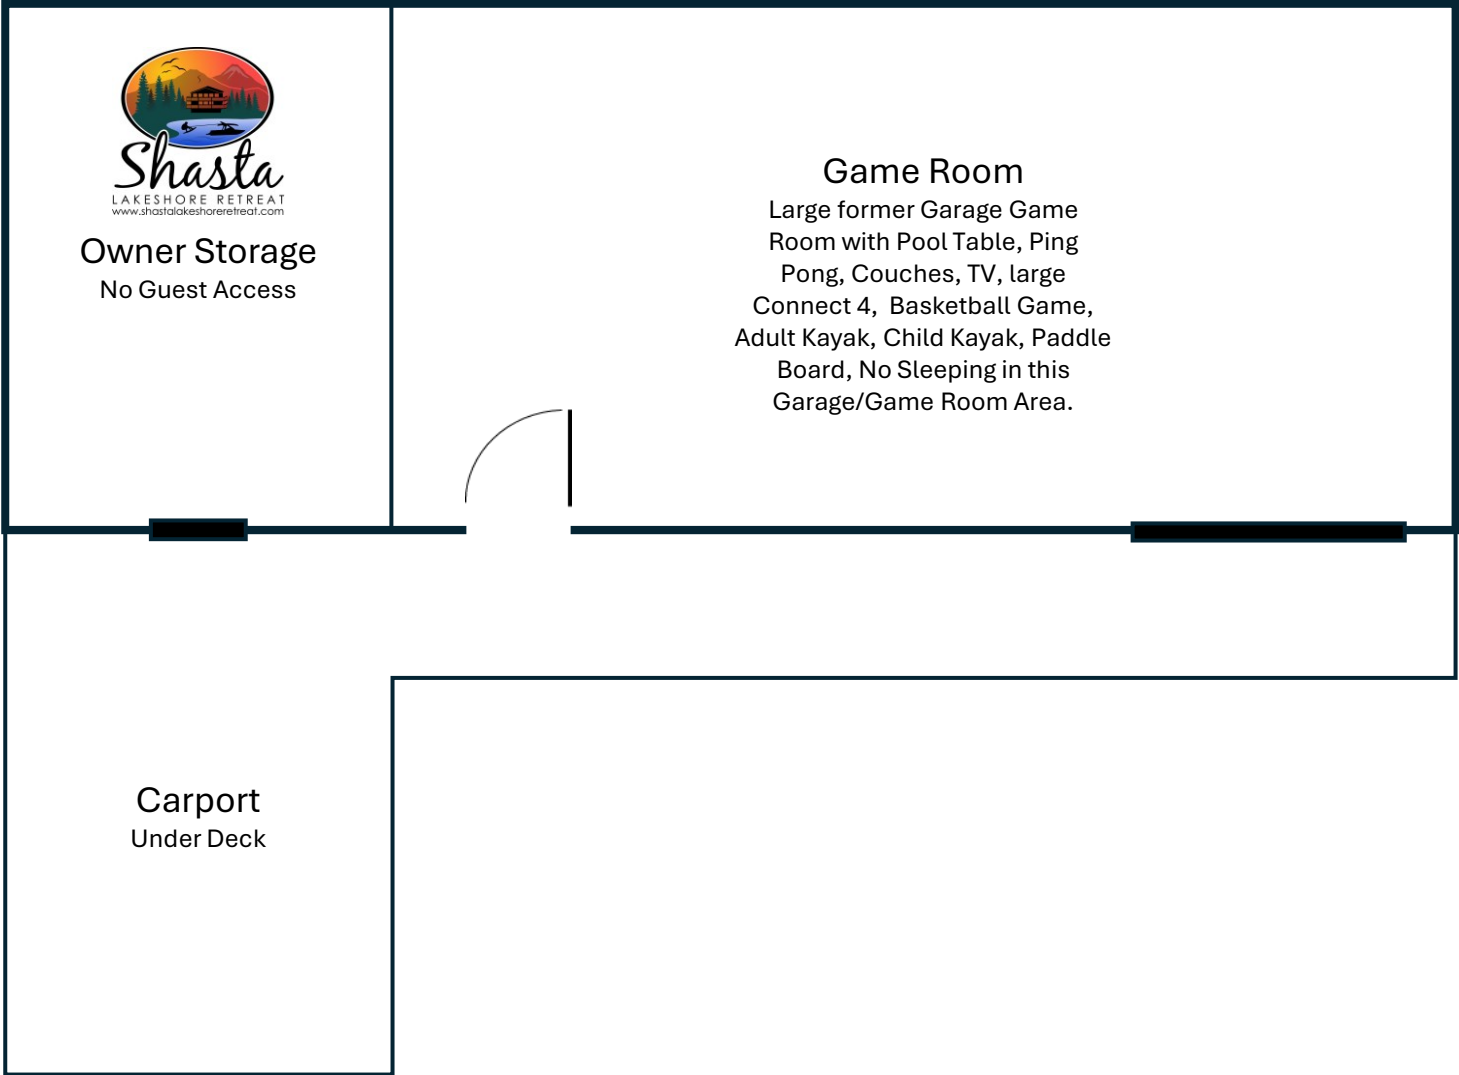 Shasta
LAKESHORE RETREAT
www.shastalakeshoreretreat.com
Owner Storage
No Guest Access
Game Room
Large former Garage Game
Room with Pool Table, Ping
Pong, Couches, TV, large
Connect 4,  Basketball Game,
Adult Kayak, Child Kayak, Paddle
Board, No Sleeping in this
Garage/Game Room Area.
Carport
Under Deck